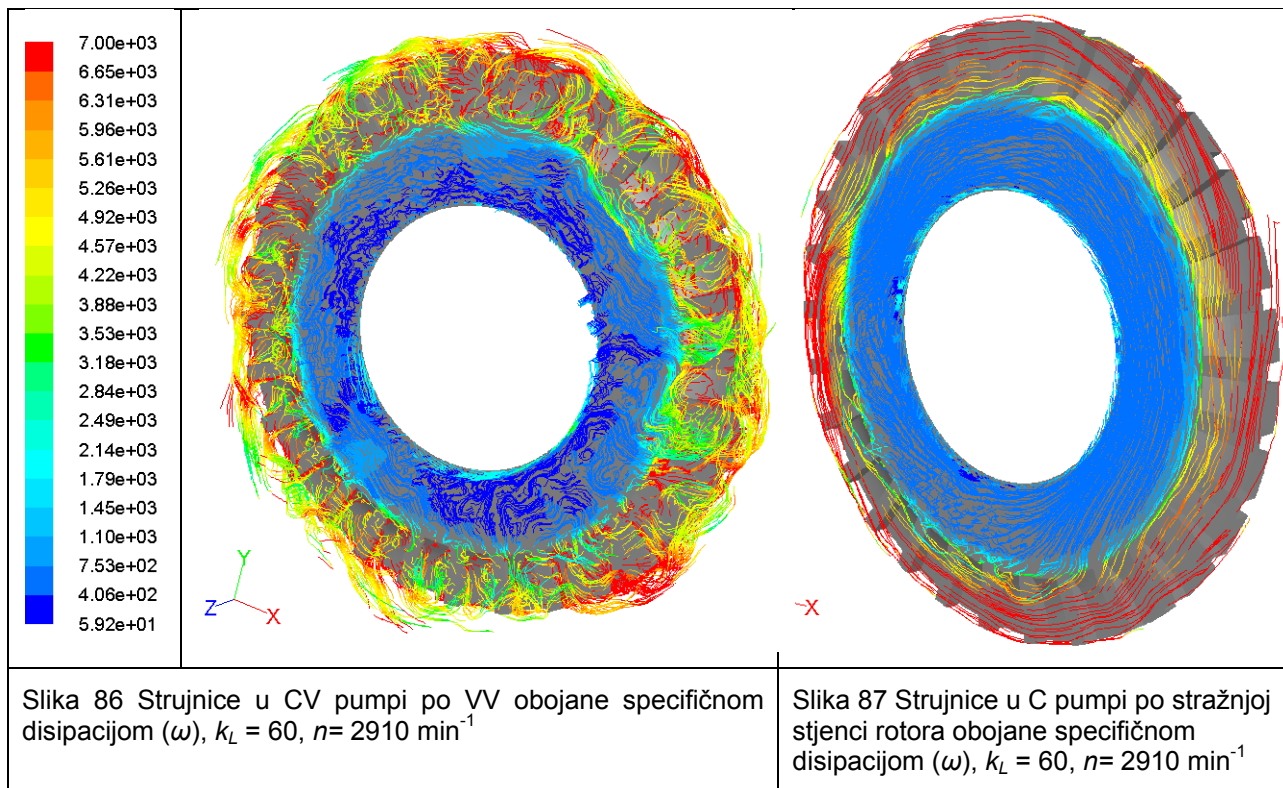 7.00e+03
6.65e+03
6.31e+03
5.96e+03
5.61e+03
5.26e+03
4.92e+03
4.57e+03
4.22e+03
3.88e+03
3.53e+03
3.18e+03
2.84e+03
2.49e+03
2.14e+03
1.79e+03
1.45e+03
1.10e+03
7.53e+02
4.06e+02
5.92e+01
Y
Z
X
X
Slika 86 Strujnice u CV pumpi po VV obojane specifičnom
disipacijom (ω), k_L = 60, n= 2910 min⁻¹
Slika 87 Strujnice u C pumpi po stražnjoj
stjenci rotora obojane specifičnom
disipacijom (ω), k_L = 60, n= 2910 min⁻¹